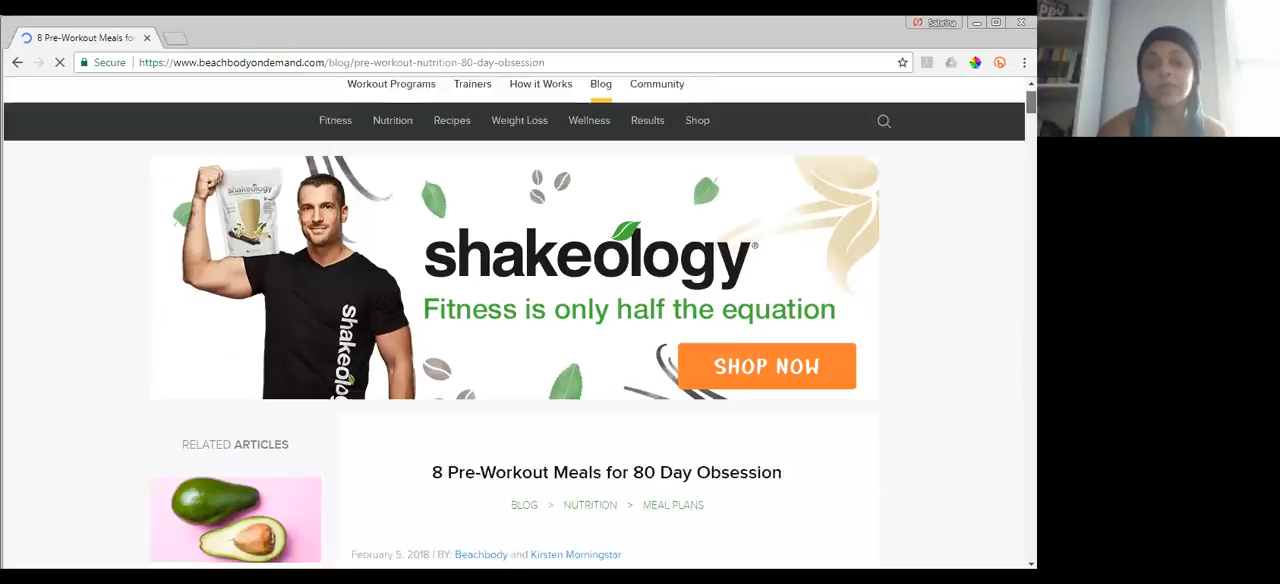 Sabrina
8 Pre-Workout Meals fo
Secure https://www.beachbodyondemand.com/blog/pre-workout-nutrition-80-day-obsession
Workout Programs Trainers How it Works Blog Community
Fitness Nutrition Recipes Weight Loss Wellness Results Shop
shakeology
shakeology®
Fitness is only half the equation
shakeolo
SHOP NOW
RELATED ARTICLES
8 Pre-Workout Meals for 80 Day Obsession
BLOG > NUTRITION > MEAL PLANS
February 5, 2018 | BY: Beachbody and Kirsten Morningstar